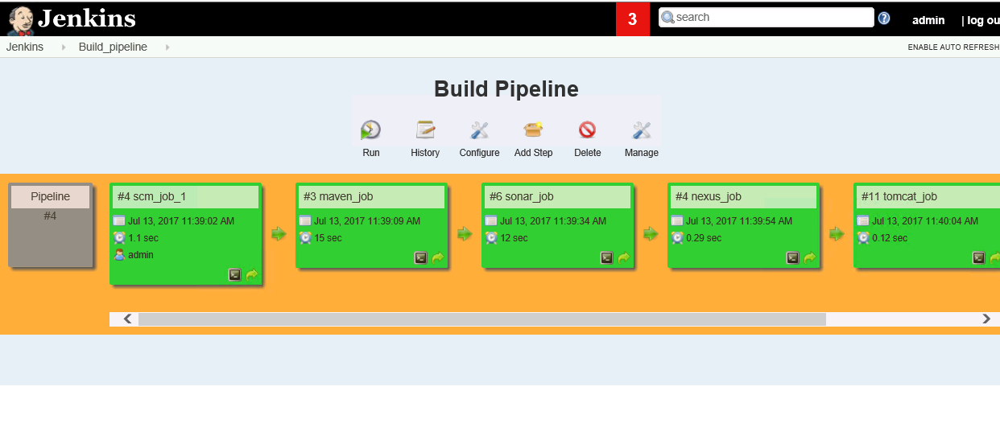 Jenkins
3
search
admin
| log ou
Jenkins
Build_pipeline
ENABLE AUTO REFRESH
Build Pipeline
Run
History
Configure
Add Step
Delete
Manage
Pipeline
#4
#4 scm_job_1
Jul 13, 2017 11:39:02 AM
1.1 sec
admin
#3 maven_job
Jul 13, 2017 11:39:09 AM
15 sec
#6 sonar_job
Jul 13, 2017 11:39:34 AM
12 sec
#4 nexus_job
Jul 13, 2017 11:39:54 AM
0.29 sec
#11 tomcat_job
Jul 13, 2017 11:40:04 AM
0.12 sec